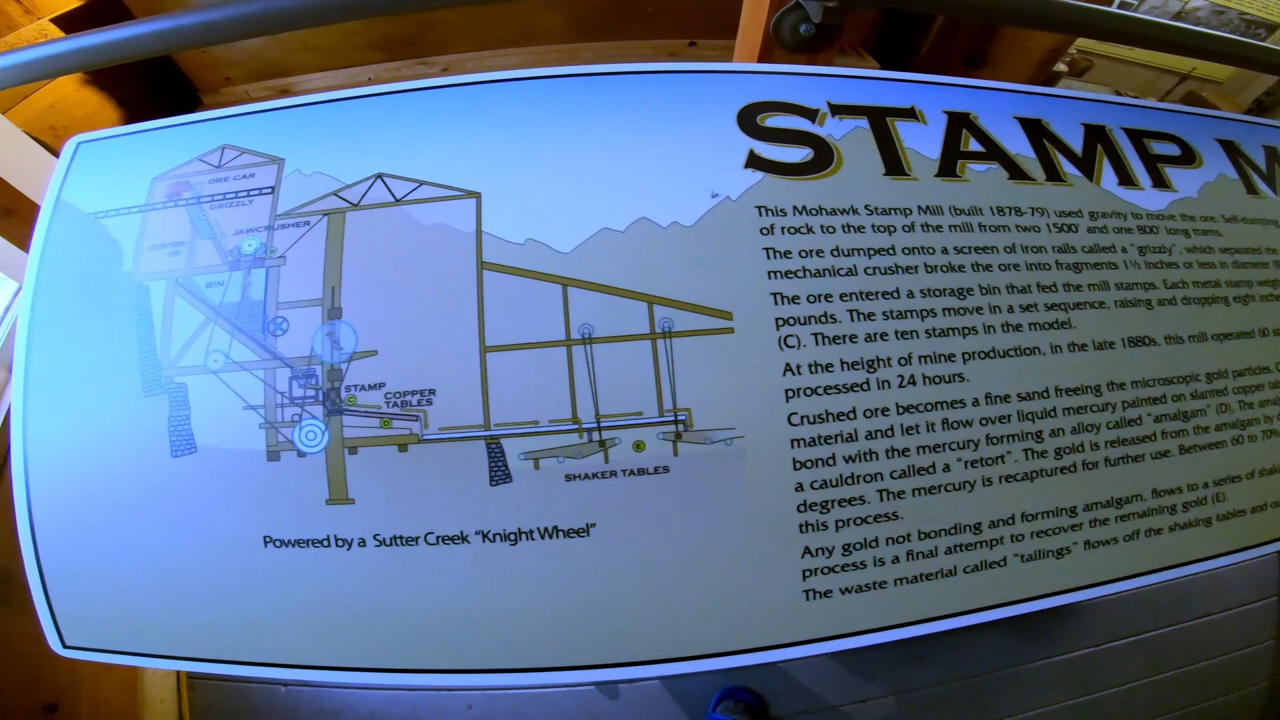 STAMP M
ORE CAR
GRIZZLY
JAWCRUSHER
BIN
STAMP
C
COPPER
TABLES
D
E
SHAKER TABLES
Powered by a Sutter Creek "Knight Wheel"
This Mohawk Stamp Mill (built 1878-79) used gravity to move the ore. Self-dumping
of rock to the top of the mill from two 1500' and one 800' long trams.
The ore dumped onto a screen of iron rails called a "grizzly", which separated the
mechanical crusher broke the ore into fragments 1½ inches or less in diameter
The ore entered a storage bin that fed the mill stamps. Each metal stamp
pounds. The stamps move in a set sequence, raising and dropping eight
(C). There are ten stamps in the model.
At the height of mine production, in the late 1880s, this mill operated 60
processed in 24 hours.
Crushed ore becomes a fine sand freeing the microscopic gold particles.
material and let it flow over liquid mercury painted on slanted copper
bond with the mercury forming an alloy called "amalgam" (D). The
a cauldron called a "retort". The gold is released from the amalgam by
degrees. The mercury is recaptured for further use. Between 60 to 70%
this process.
Any gold not bonding and forming amalgam, flows to a series of
process is a final attempt to recover the remaining gold (E).
The waste material called "tailings" flows off the shaking tables and